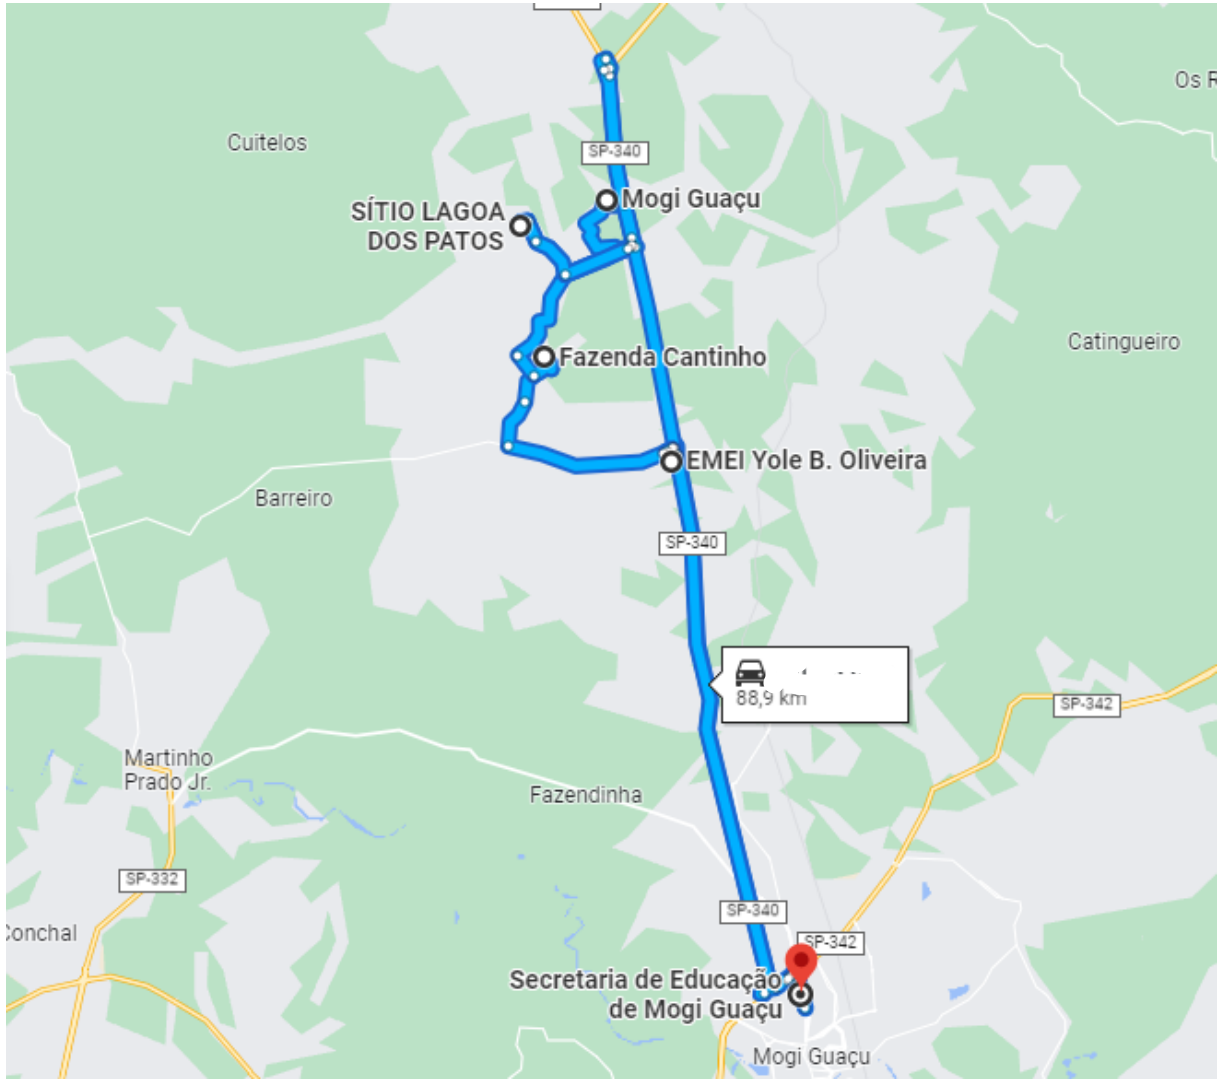 Os R
Cuitelos
SP-340
Mogi Guaçu
SÍTIO LAGOA
DOS PATOS
Catingueiro
Fazenda Cantinho
EMEI Yole B. Oliveira
Barreiro
SP-340
88,9 km
SP-342
Martinho
Prado Jr.
Fazendinha
SP-332
SP-340
Conchal
SP-342
Secretaria de Educação
de Mogi Guaçu
Mogi Guaçu